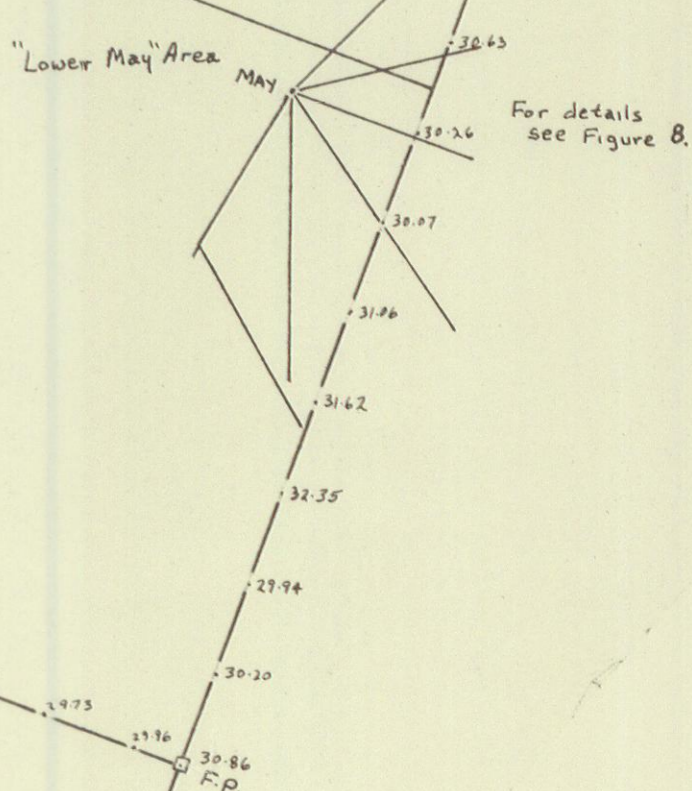 30.63
"Lower May" Area
MAY
For details
see Figure 8.
30.26
30.07
31.06
31.62
32.35
29.94
30.20
29.73
29.96
30.86
F.P